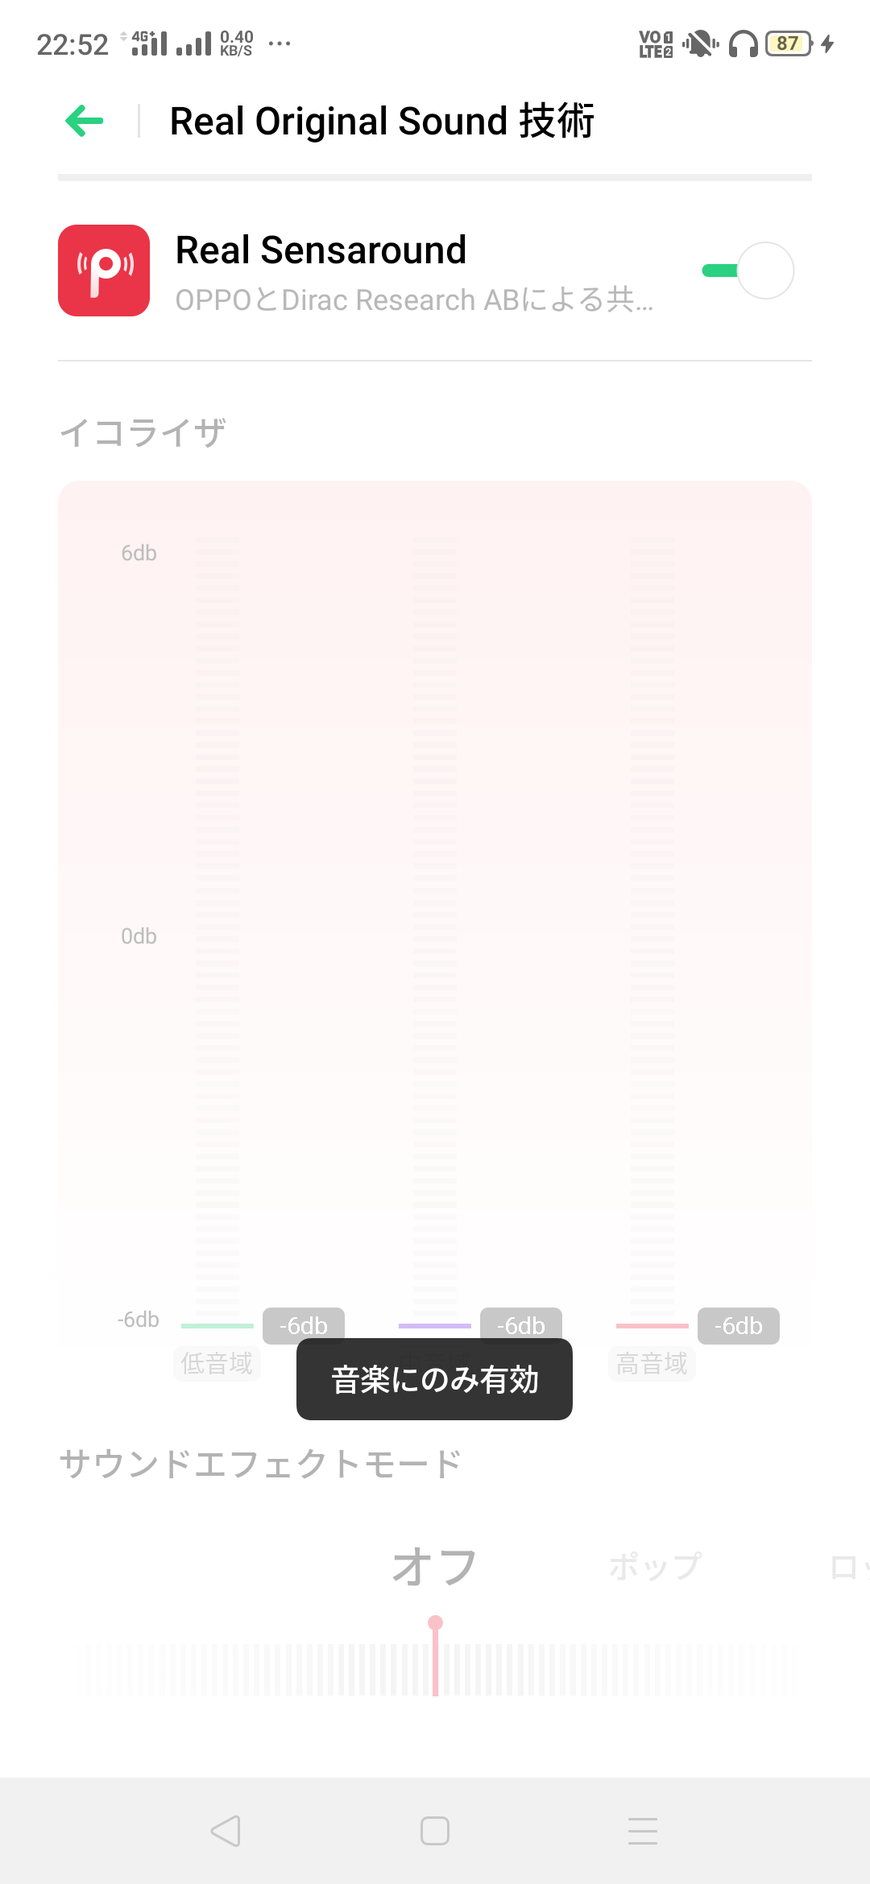 22:52 4G+ 0.40 KB/S ... VO 1 LTE 2 87
Real Original Sound 技術
Real Sensaround
OPPOとDirac Research ABによる共...
イコライザ
6db
0db
-6db -6db -6db -6db
低音域 高音域
音楽にのみ有効
サウンドエフェクトモード
オフ ポップ